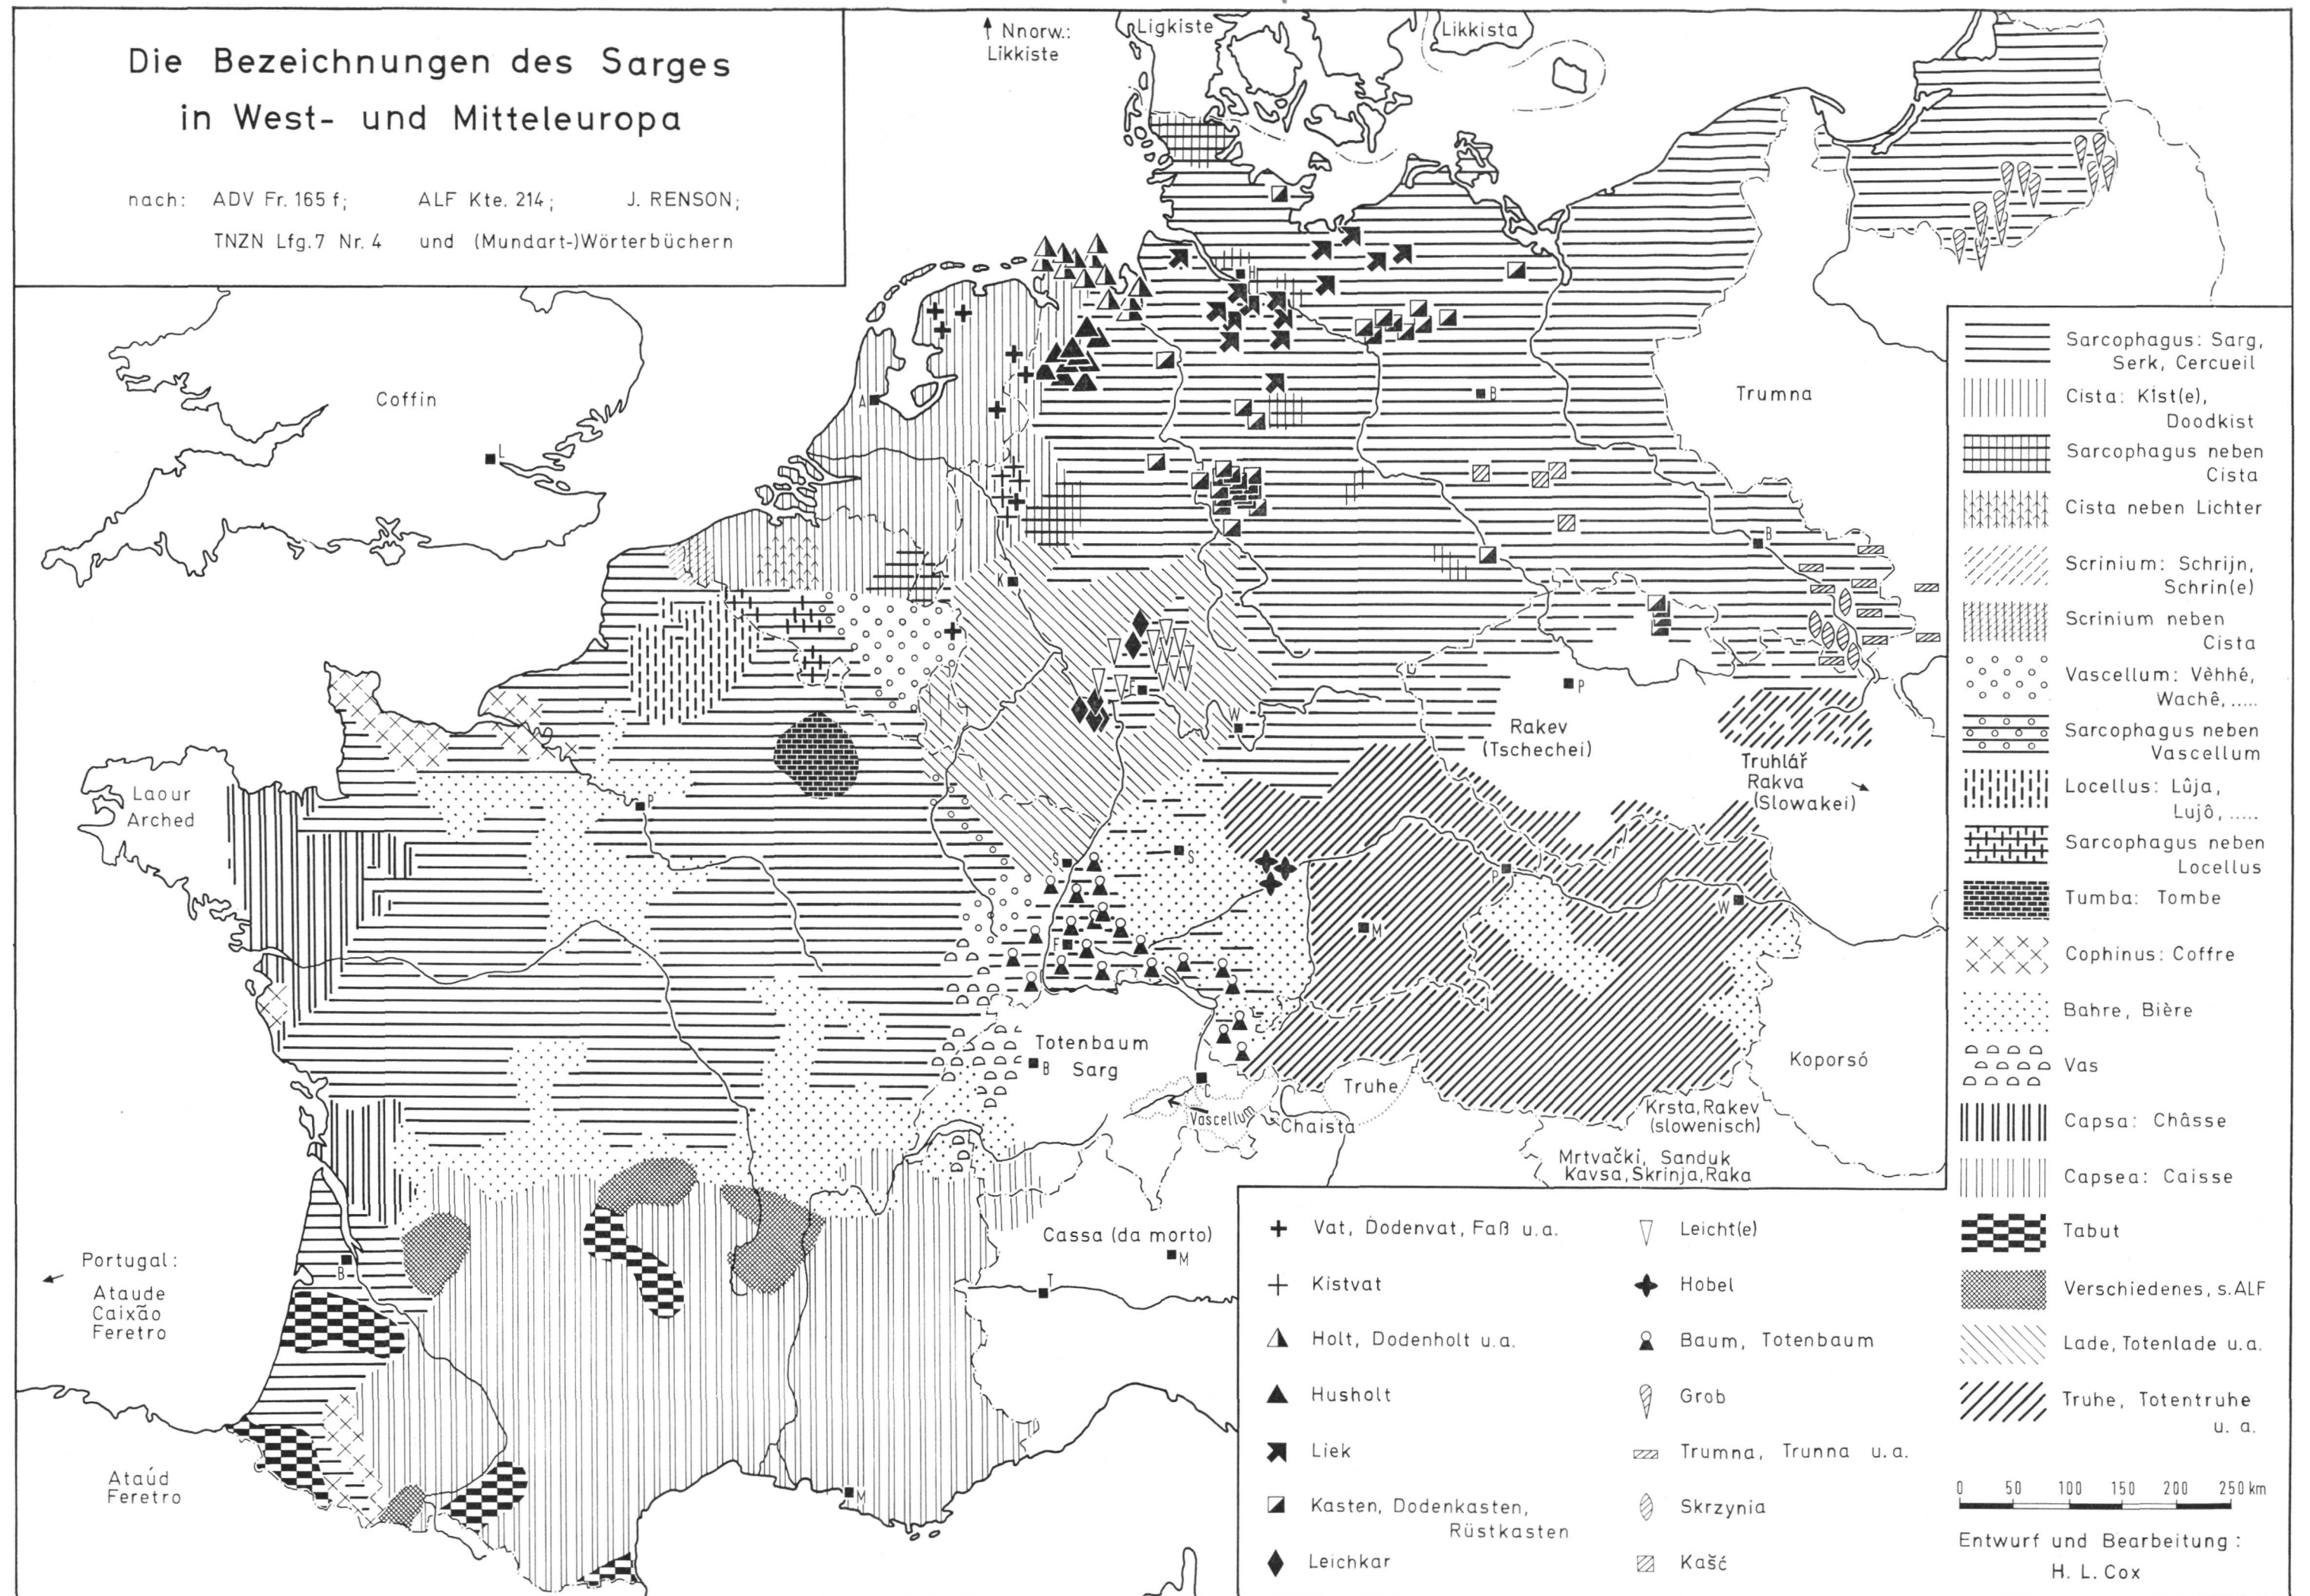 Die Bezeichnungen des Sarges
in West- und Mitteleuropa
nach: ADV Fr. 165 f; ALF Kte. 214; J. RENSON;
TNZN Lfg. 7 Nr. 4 und (Mundart-)Wörterbüchern
Nnorw.:
Likkiste
Ligkiste
Likkista
Coffin
L
A
H
B
Trumna
B
K
F
W
P
Rakev
(Tschechei)
Truhlář
Rakva
(Slowakei)
Laour
Arched
P
S
S
F
M
P
W
Totenbaum
B Sarg
C
Vascellum
Chaista
Truhe
Koporsó
Krsta, Rakev
(slowenisch)
Mrtvački, Sanduk
Kavsa, Skrinja, Raka
Cassa (da morto)
M
T
B
M
Portugal:
Ataude
Caixão
Feretro
Ataúd
Feretro
Sarcophagus: Sarg,
Serk, Cercueil
Cista: Kist(e),
Doodkist
Sarcophagus neben
Cista
Cista neben Lichter
Scrinium: Schrijn,
Schrin(e)
Scrinium neben
Cista
Vascellum: Vèhhé,
Wachê, .....
Sarcophagus neben
Vascellum
Locellus: Lûja,
Lujô, .....
Sarcophagus neben
Locellus
Tumba: Tombe
Cophinus: Coffre
Bahre, Bière
Vas
Capsa: Châsse
Capsea: Caisse
Tabut
Verschiedenes, s. ALF
Lade, Totenlade u.a.
Truhe, Totentruhe
u. a.
0 50 100 150 200 250 km
Entwurf und Bearbeitung:
H. L. Cox
Vat, Dodenvat, Faß u.a.
Kistvat
Holt, Dodenholt u.a.
Husholt
Liek
Kasten, Dodenkasten,
Rüstkasten
Leichkar
Leicht(e)
Hobel
Baum, Totenbaum
Grob
Trumna, Trunna u.a.
Skrzynia
Kašć